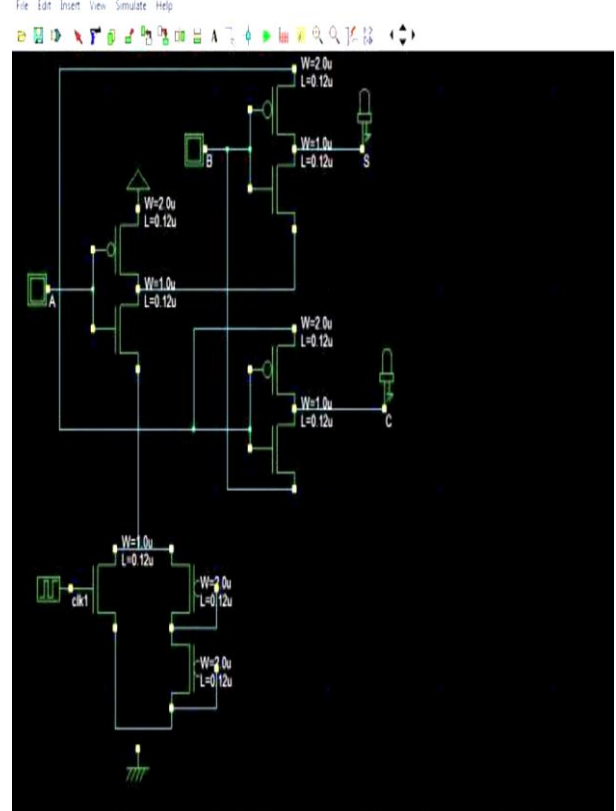 File Edit Insert View Simulate Help
W=2.0u
L=0.12u
B
W=1.0u
L=0.12u
S
W=2.0u
L=0.12u
A
W=1.0u
L=0.12u
W=2.0u
L=0.12u
W=1.0u
L=0.12u
C
W=1.0u
L=0.12u
clk1
W=2.0u
L=0.12u
W=2.0u
L=0.12u